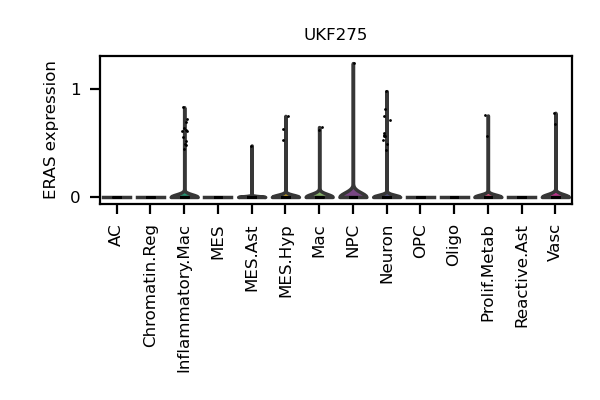 UKF275
ERAS expression
1
0
AC
Chromatin.Reg
Inflammatory.Mac
MES
MES.Ast
MES.Hyp
Mac
NPC
Neuron
OPC
Oligo
Prolif.Metab
Reactive.Ast
Vasc